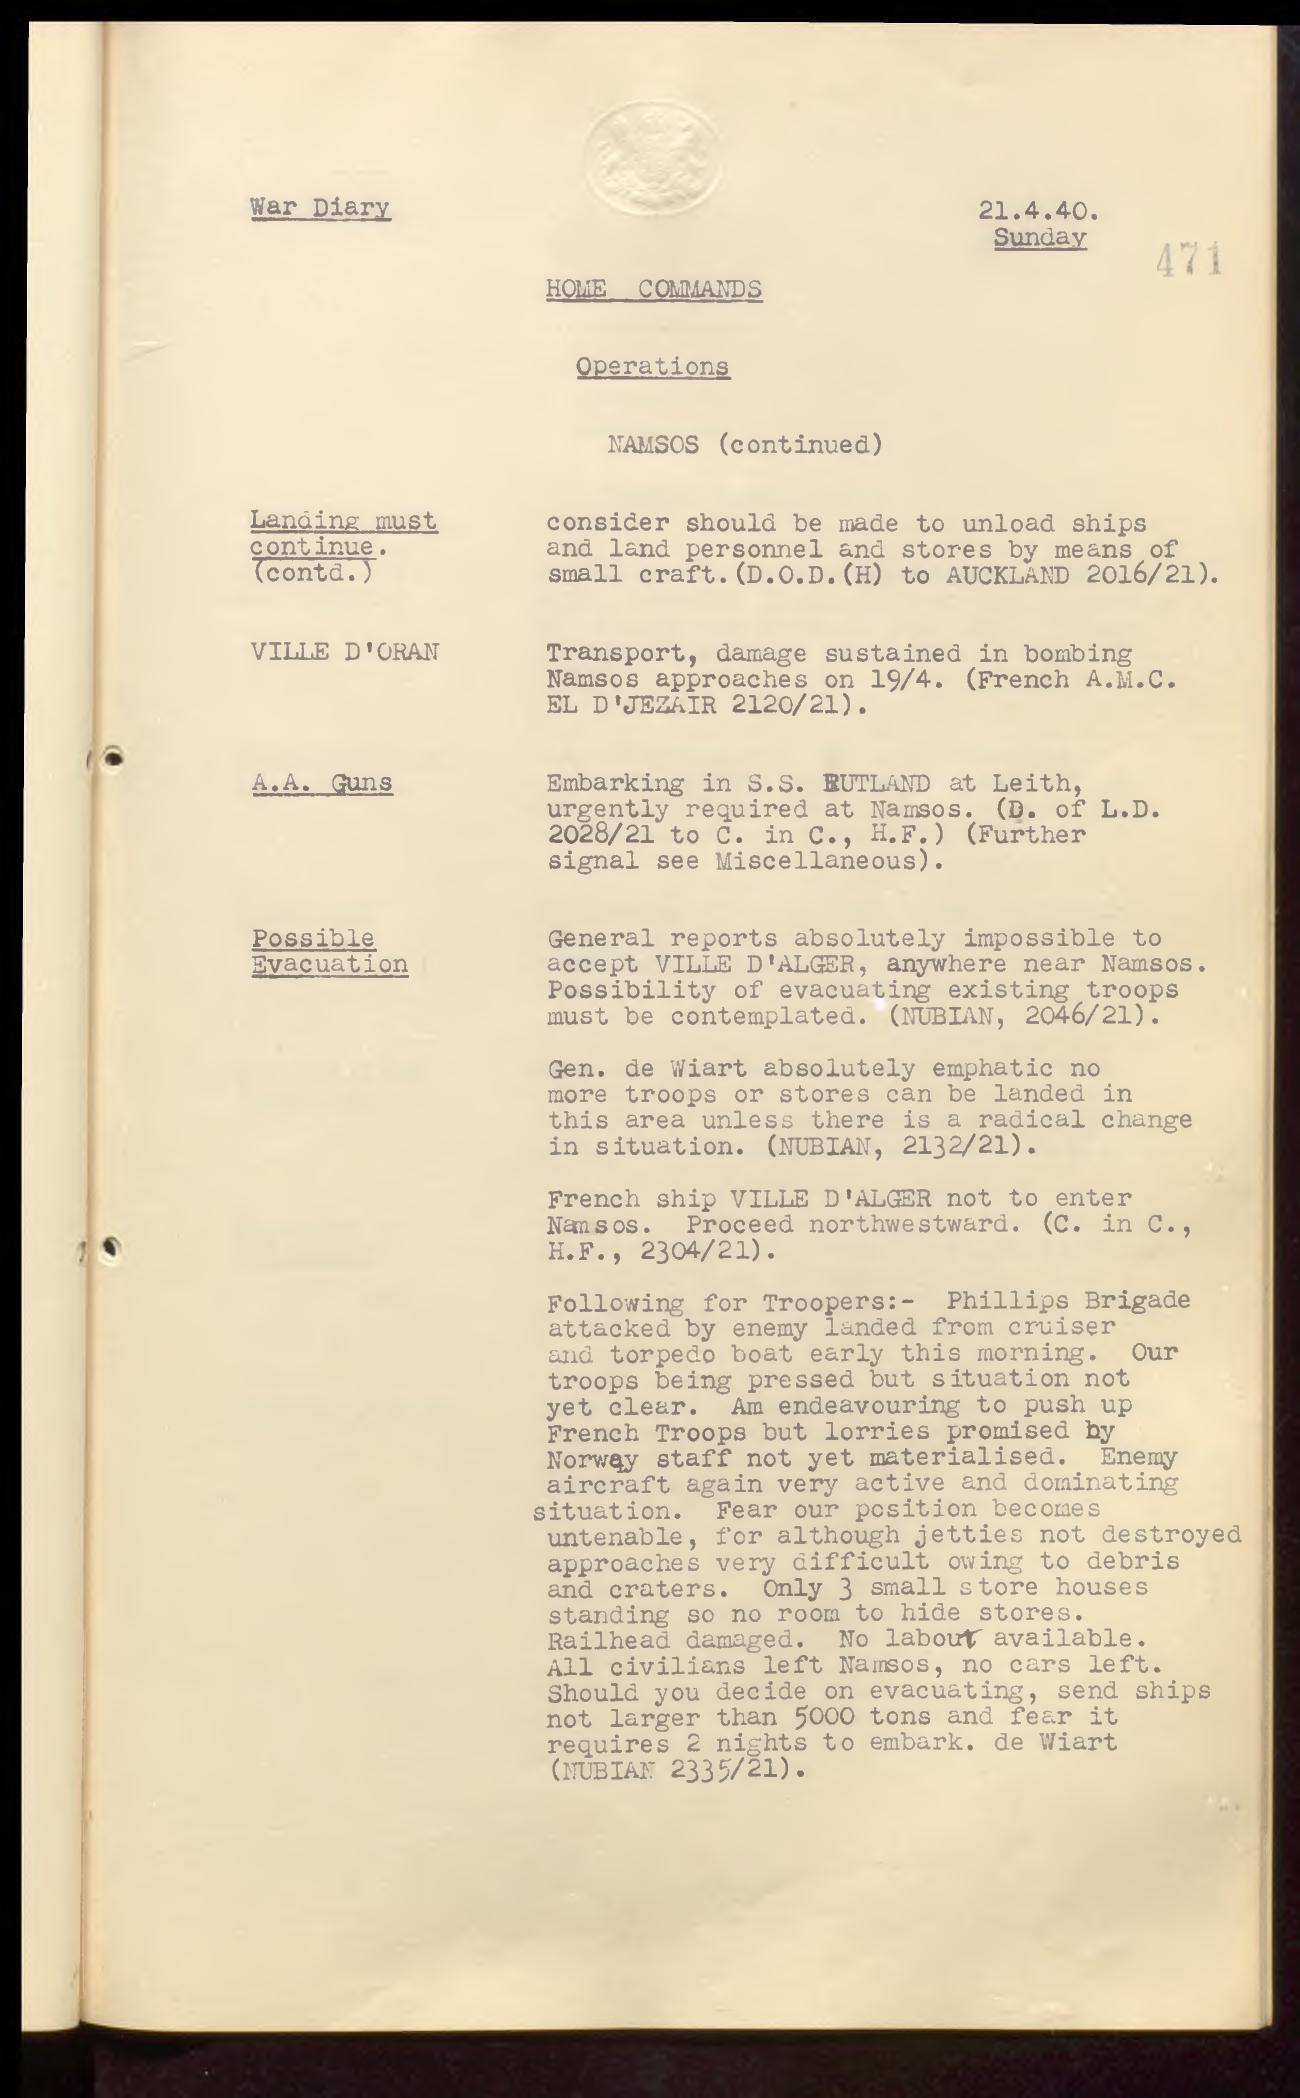 War Diary
21.4.40.
Sunday
471
HOME COMMANDS
Operations
NAMSOS (continued)
Landing must
continue.
(contd.)
consider should be made to unload ships
and land personnel and stores by means of
small craft. (D.O.D.(H) to AUCKLAND 2016/21).
VILLE D'ORAN
Transport, damage sustained in bombing
Namsos approaches on 19/4. (French A.M.C.
EL D'JEZAIR 2120/21).
A.A. Guns
Embarking in S.S. RUTLAND at Leith,
urgently required at Namsos. (D. of L.D.
2028/21 to C. in C., H.F.) (Further
signal see Miscellaneous).
Possible
Evacuation
General reports absolutely impossible to
accept VILLE D'ALGER, anywhere near Namsos.
Possibility of evacuating existing troops
must be contemplated. (NUBIAN, 2046/21).
Gen. de Wiart absolutely emphatic no
more troops or stores can be landed in
this area unless there is a radical change
in situation. (NUBIAN, 2132/21).
French ship VILLE D'ALGER not to enter
Namsos. Proceed northwestward. (C. in C.,
H.F., 2304/21).
Following for Troopers:- Phillips Brigade
attacked by enemy landed from cruiser
and torpedo boat early this morning. Our
troops being pressed but situation not
yet clear. Am endeavouring to push up
French Troops but lorries promised by
Norway staff not yet materialised. Enemy
aircraft again very active and dominating
situation. Fear our position becomes
untenable, for although jetties not destroyed
approaches very difficult owing to debris
and craters. Only 3 small store houses
standing so no room to hide stores.
Railhead damaged. No labour available.
All civilians left Namsos, no cars left.
Should you decide on evacuating, send ships
not larger than 5000 tons and fear it
requires 2 nights to embark. de Wiart
(NUBIAN 2335/21).